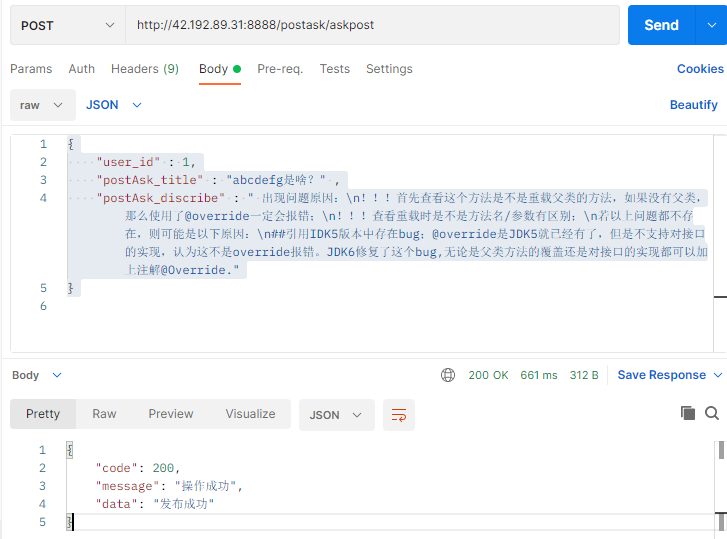 POST http://42.192.89.31:8888/postask/askpost Send
Params Auth Headers (9) Body Pre-req. Tests Settings Cookies
raw JSON Beautify
1 {
2 "user_id" : 1,
3 "postAsk_title" : "abcdefg是啥？" ,
4 "postAsk_discribe" : " 出现问题原因：\n！！！首先查看这个方法是不是重载父类的方法，如果没有父类，
那么使用了@override一定会报错；\n！！！查看重载时是不是方法名/参数有区别；\n若以上问题都不存
在，则可能是以下原因：\n##引用IDK5版本中存在bug；@override是JDK5就已经有了，但是不支持对接口
的实现，认为这不是override报错。JDK6修复了这个bug,无论是父类方法的覆盖还是对接口的实现都可以加
上注解@Override."
5 }
6
Body 200 OK 661 ms 312 B Save Response
Pretty Raw Preview Visualize JSON
1 {
2 "code": 200,
3 "message": "操作成功",
4 "data": "发布成功"
5 }